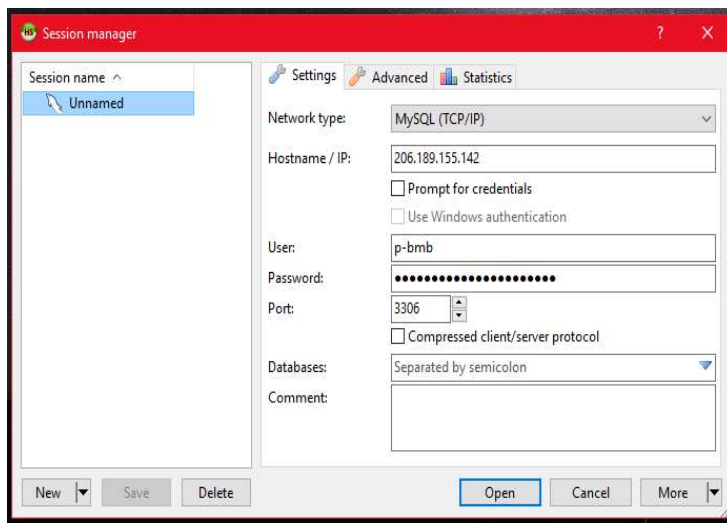 HS Session manager ? X
Session name
Unnamed
Settings Advanced Statistics
Network type: MySQL (TCP/IP)
Hostname / IP: 206.189.155.142
Prompt for credentials
Use Windows authentication
User: p-bmb
Password: ●●●●●●●●●●●●●●●●●●●●●●●
Port: 3306
Compressed client/server protocol
Databases: Separated by semicolon
Comment:
New Save Delete Open Cancel More